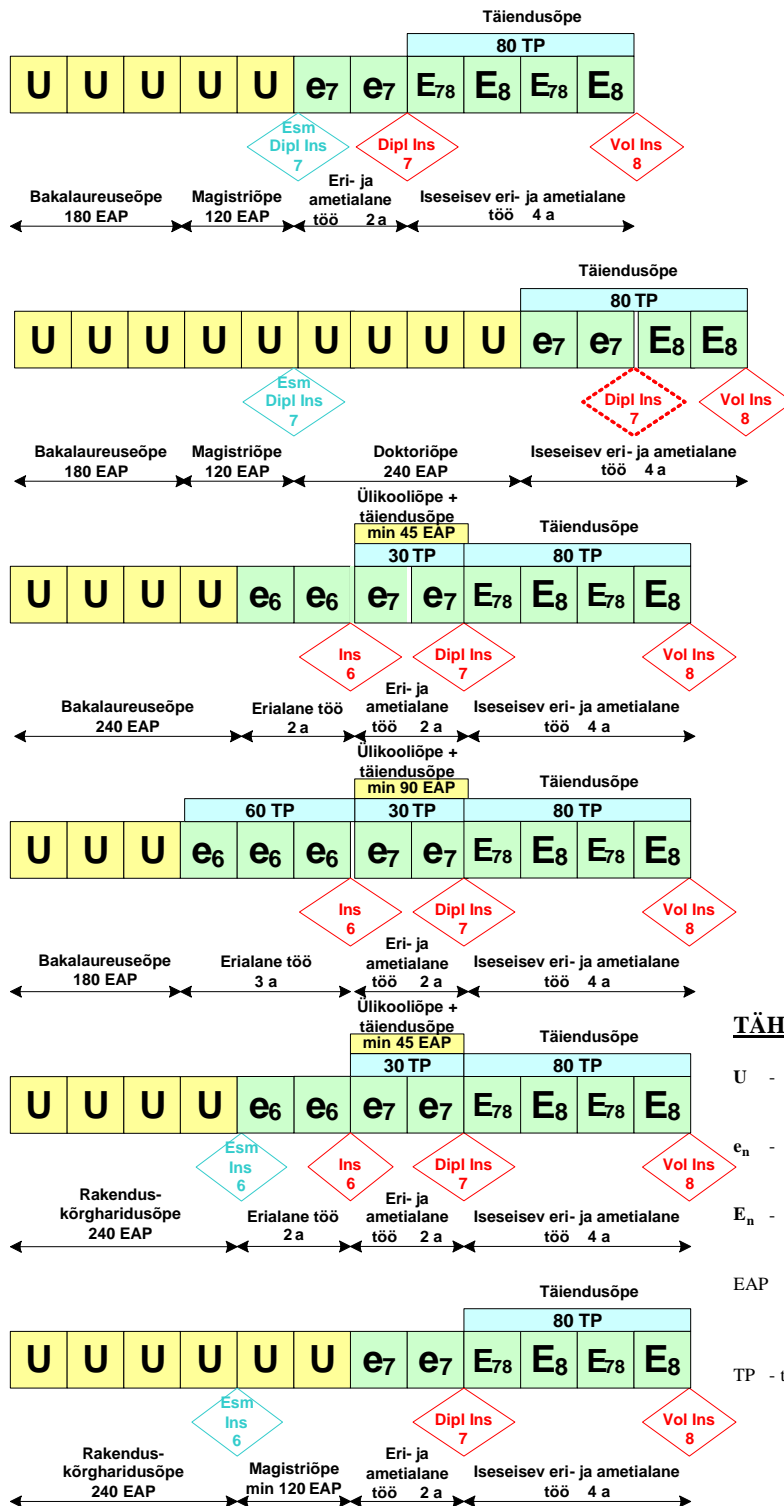 Täiendusõpe
80 TP
U U U U U e7 e7 E78 E8 E78 E8
Esm
Dipl Ins
7
Dipl Ins
7
Vol Ins
8
Bakalaureuseõpe
180 EAP
Magistriõpe
120 EAP
Eri- ja
ametialane
töö 2 a
Iseseisev eri- ja ametialane
töö 4 a
Täiendusõpe
80 TP
U U U U U U U U U e7 e7 E8 E8
Esm
Dipl Ins
7
Dipl Ins
7
Vol Ins
8
Bakalaureuseõpe
180 EAP
Magistriõpe
120 EAP
Doktoriõpe
240 EAP
Iseseisev eri- ja ametialane
töö 4 a
Ülikooliõpe +
täiendusõpe
min 45 EAP
30 TP
Täiendusõpe
80 TP
U U U U e6 e6 e7 e7 E78 E8 E78 E8
Ins
6
Dipl Ins
7
Vol Ins
8
Bakalaureuseõpe
240 EAP
Erialane töö
2 a
Eri- ja
ametialane
töö 2 a
Iseseisev eri- ja ametialane
töö 4 a
Ülikooliõpe +
täiendusõpe
min 90 EAP
60 TP
30 TP
Täiendusõpe
80 TP
U U U e6 e6 e6 e7 e7 E78 E8 E78 E8
Ins
6
Dipl Ins
7
Vol Ins
8
Bakalaureuseõpe
180 EAP
Erialane töö
3 a
Eri- ja
ametialane
töö 2 a
Iseseisev eri- ja ametialane
töö 4 a
Ülikooliõpe +
täiendusõpe
min 45 EAP
30 TP
Täiendusõpe
80 TP
U U U U e6 e6 e7 e7 E78 E8 E78 E8
Esm
Ins
6
Ins
6
Dipl Ins
7
Vol Ins
8
Rakendus-
kõrgharidusõpe
240 EAP
Erialane töö
2 a
Eri- ja
ametialane
töö 2 a
Iseseisev eri- ja ametialane
töö 4 a
Täiendusõpe
80 TP
U U U U U U e7 e7 E78 E8 E78 E8
Esm
Ins
6
Dipl Ins
7
Vol Ins
8
Rakendus-
kõrgharidusõpe
240 EAP
Magistriõpe
min 120 EAP
Eri- ja
ametialane
töö 2 a
Iseseisev eri- ja ametialane
töö 4 a
TÄH
U -
en -
En -
EAP
TP - t